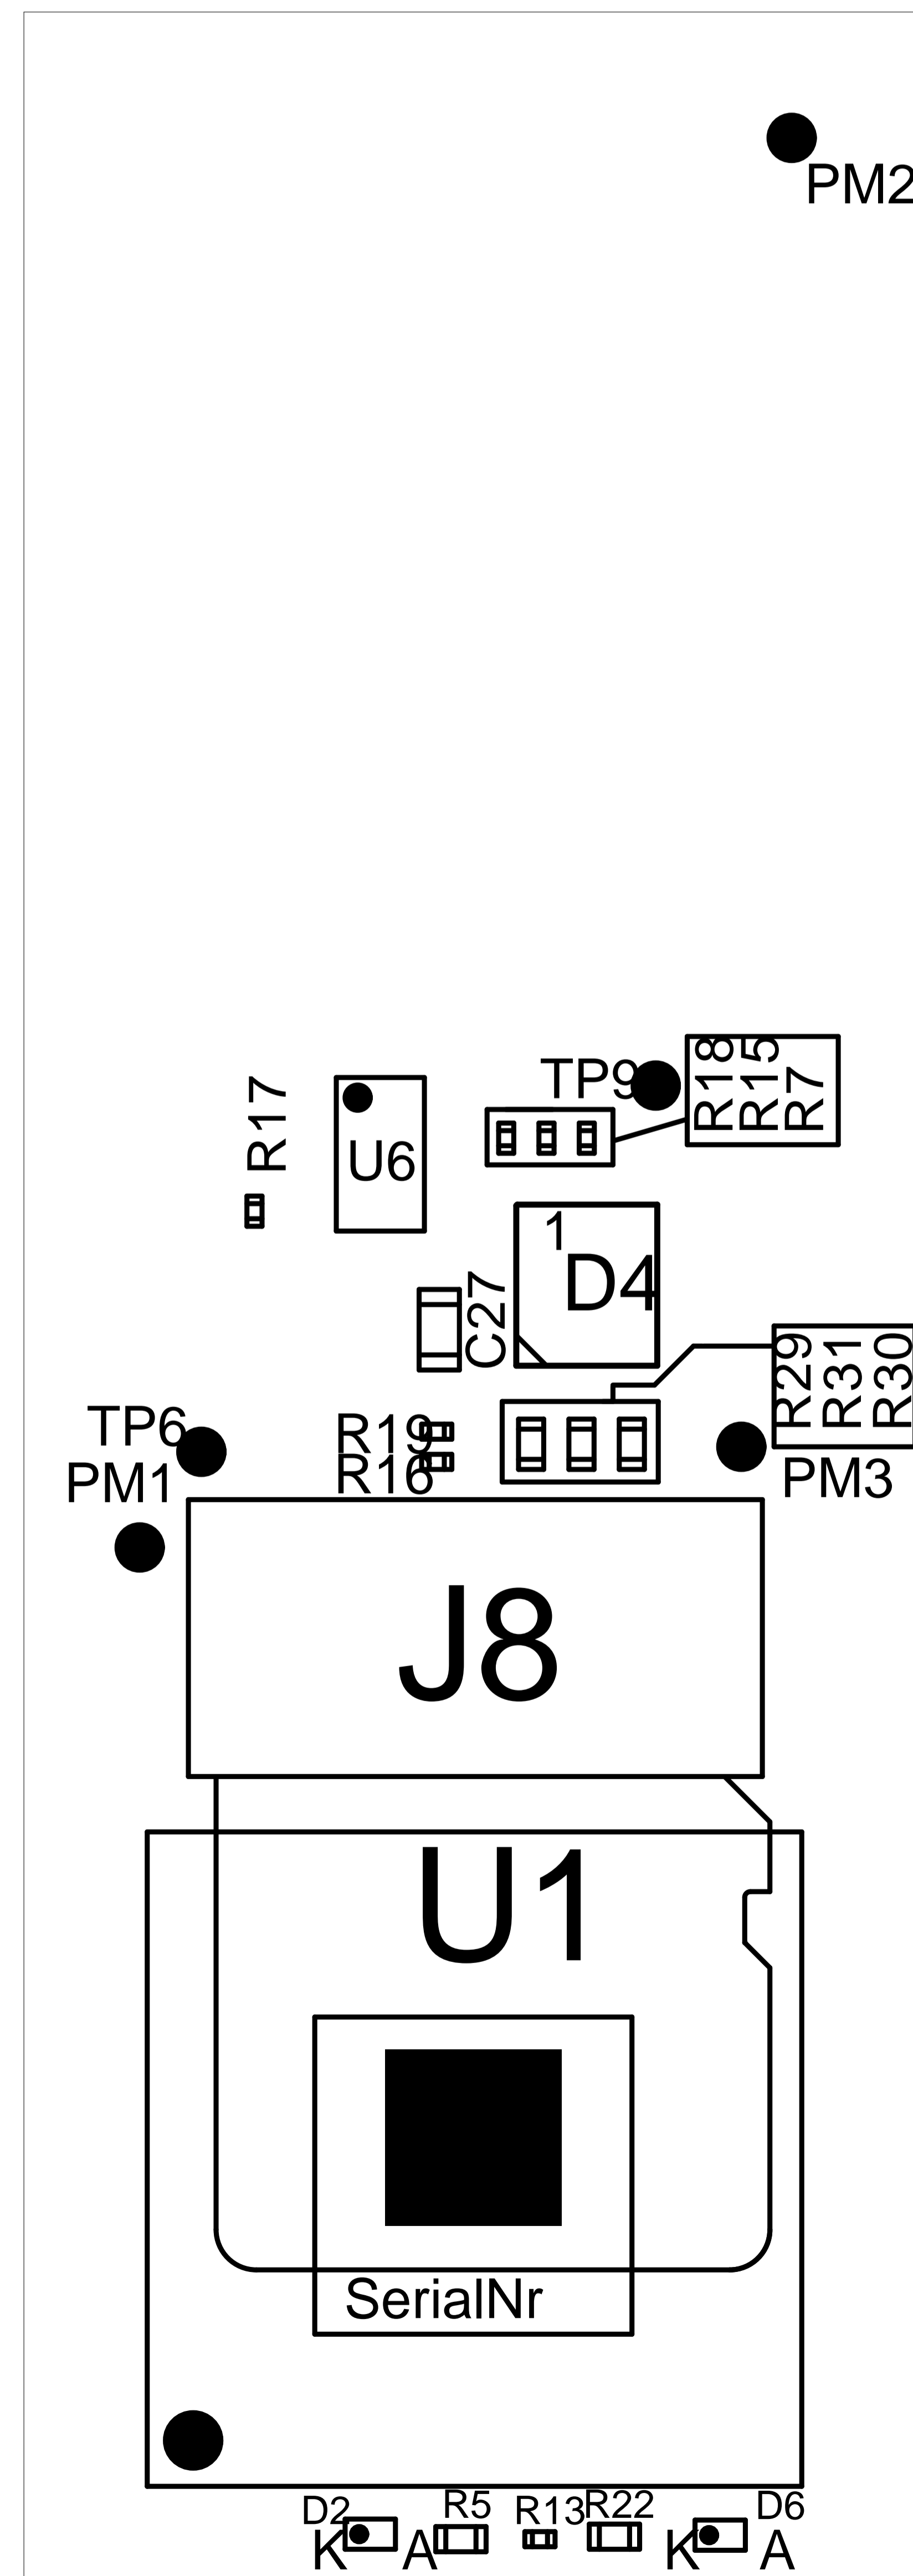 PM2
TP9
R18
R15
R7
R17
U6
1
D4
C27
R29
R31
R30
TP6
R19
PM1
R16
PM3
J8
U1
SerialNr
D2
R5
R13
R22
D6
K
A
K
A